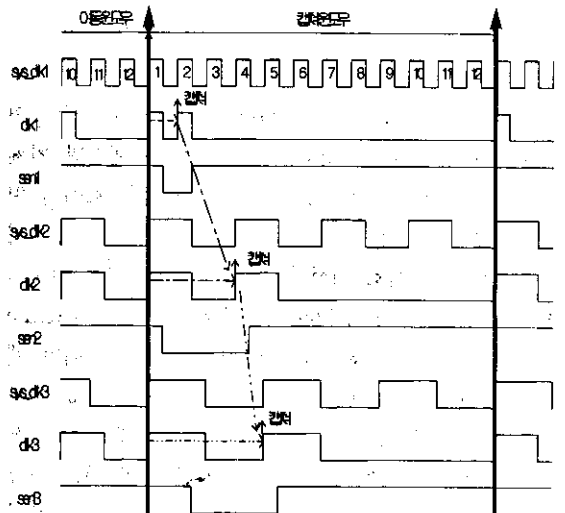 이동윈도우 캡쳐윈도우
sys_clk1 10 11 12 1 2 3 4 5 6 7 8 9 10 11 12
캡쳐
clk1
sen1
sys_clk2
캡쳐
clk2
sen2
sys_clk3
캡쳐
clk3
sen3